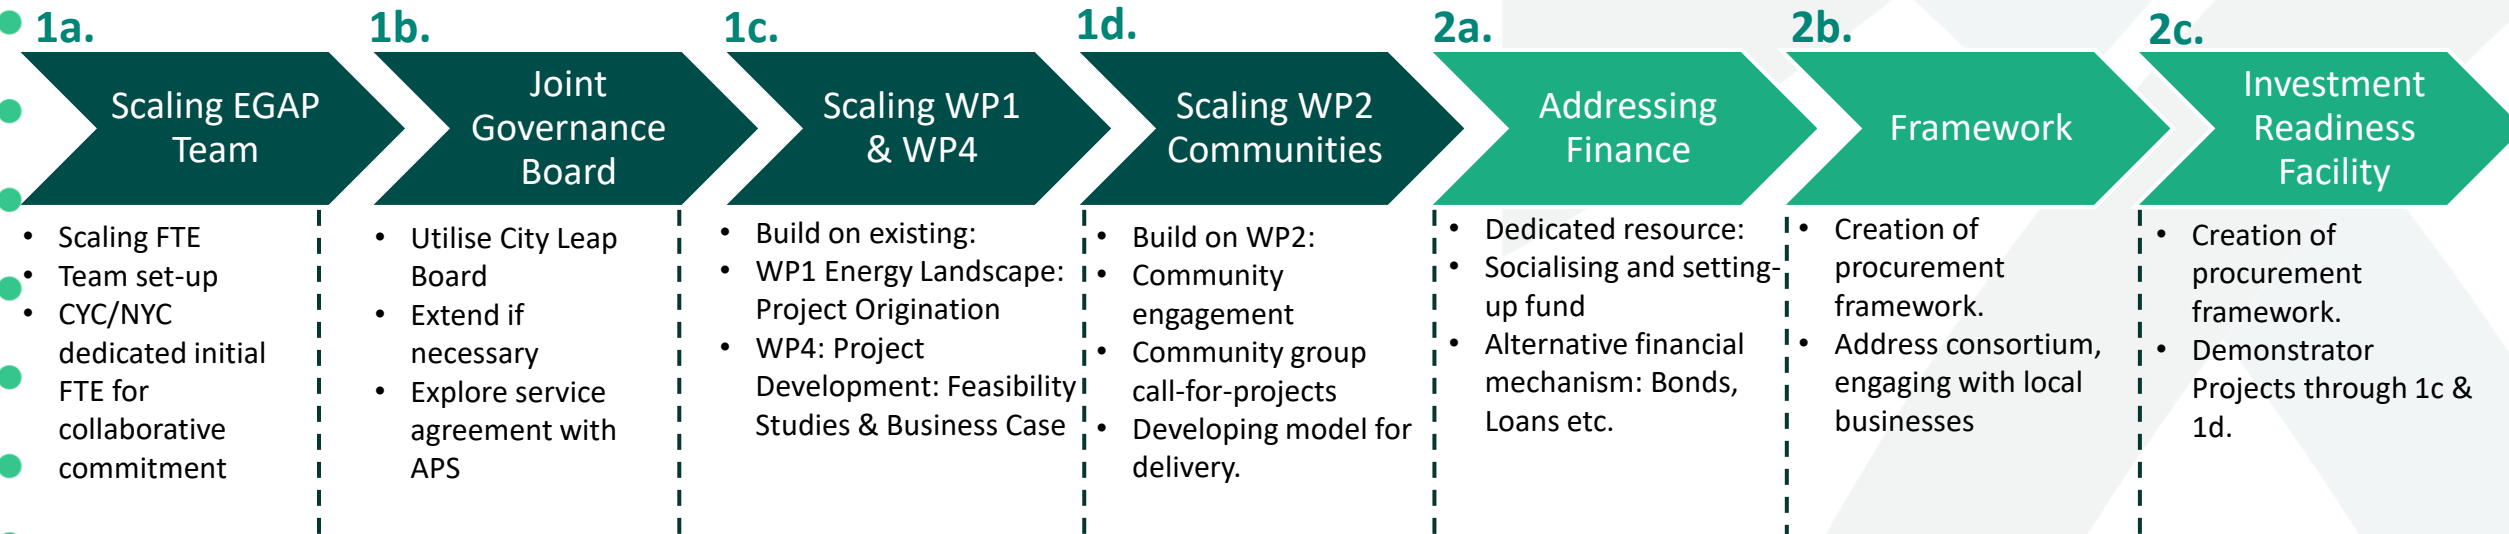 1a.
Scaling EGAP
Team
• Scaling FTE
• Team set-up
• CYC/NYC
dedicated initial
FTE for
collaborative
commitment
1b.
Joint
Governance
Board
• Utilise City Leap
Board
• Extend if
necessary
• Explore service
agreement with
APS
1c.
Scaling WP1
& WP4
• Build on existing:
• WP1 Energy Landscape:
Project Origination
• WP4: Project
Development: Feasibility
Studies & Business Case
1d.
Scaling WP2
Communities
• Build on WP2:
• Community
engagement
• Community group
call-for-projects
• Developing model for
delivery.
2a.
Addressing
Finance
• Dedicated resource:
• Socialising and setting-
up fund
• Alternative financial
mechanism: Bonds,
Loans etc.
2b.
Framework
• Creation of
procurement
framework.
• Address consortium,
engaging with local
businesses
2c.
Investment
Readiness
Facility
• Creation of
procurement
framework.
• Demonstrator
Projects through 1c &
1d.